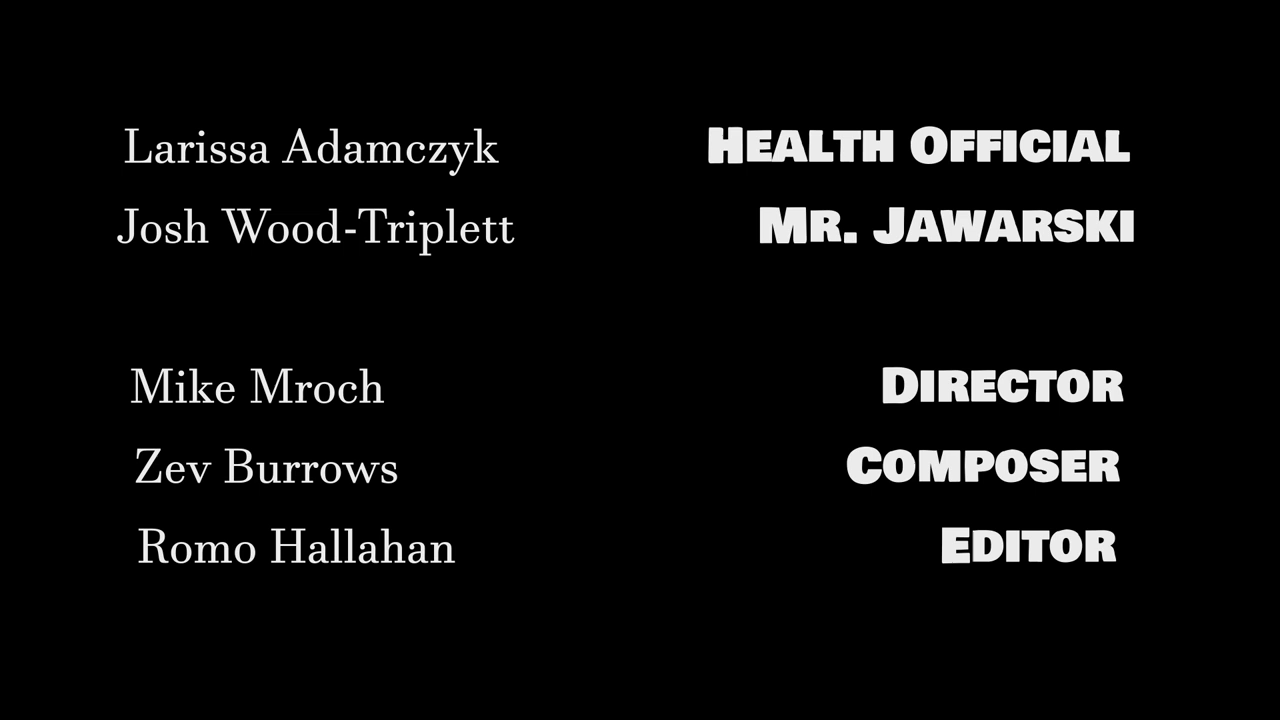 Larissa Adamczyk HEALTH OFFICIAL
Josh Wood-Triplett MR. JAWARSKI
Mike Mroch DIRECTOR
Zev Burrows COMPOSER
Romo Hallahan EDITOR